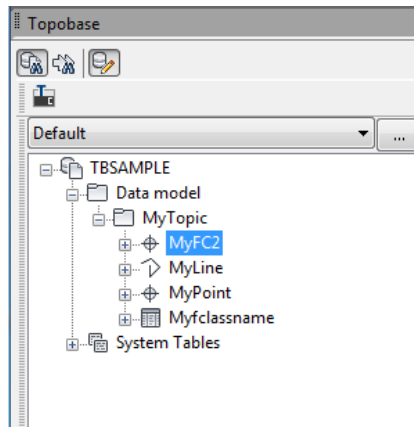 Topobase
Default
...
TBSAMPLE
Data model
MyTopic
MyFC2
MyLine
MyPoint
Myfclassname
System Tables